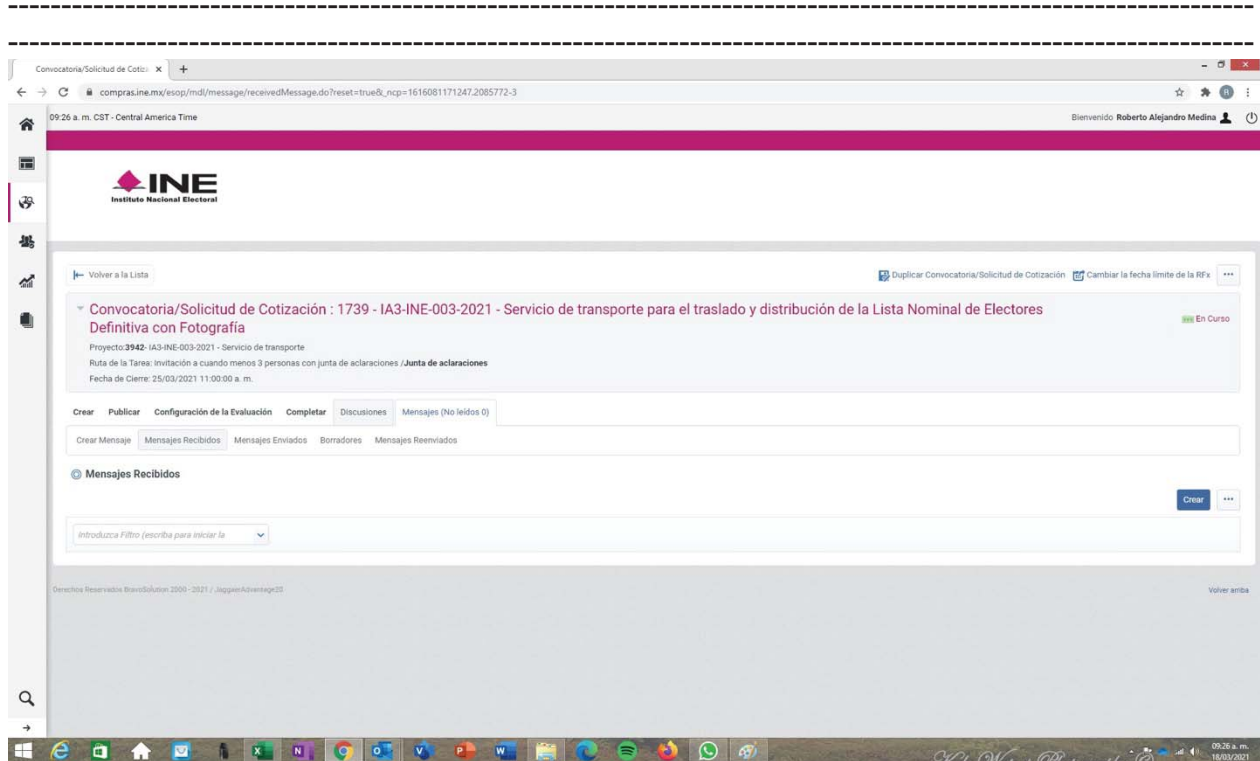 Convocatoria/Solicitud de Cotiz
compras.ine.mx/esop/mdl/message/receivedMessage.do?reset=true&_ncp=1616081171247.2085772-3
R
09:26 a. m. CST - Central America Time
Bienvenido Roberto Alejandro Medina
INE
Instituto Nacional Electoral
Volver a la Lista
Duplicar Convocatoria/Solicitud de Cotización Cambiar la fecha límite de la RFx ...
Convocatoria/Solicitud de Cotización : 1739 - IA3-INE-003-2021 - Servicio de transporte para el traslado y distribución de la Lista Nominal de Electores
Definitiva con Fotografía
En Curso
Proyecto:3942- IA3-INE-003-2021 - Servicio de transporte
Ruta de la Tarea: Invitación a cuando menos 3 personas con junta de aclaraciones /Junta de aclaraciones
Fecha de Cierre: 25/03/2021 11:00:00 a. m.
Crear Publicar Configuración de la Evaluación Completar Discusiones Mensajes (No leídos 0)
Crear Mensaje Mensajes Recibidos Mensajes Enviados Borradores Mensajes Reenviados
Mensajes Recibidos
Crear ...
Introduzca Filtro (escriba para iniciar la
Derechos Reservados BravoSolution 2000 - 2021 / JaggaerAdvantage20
Volver arriba
09:26 a. m.
18/03/2021